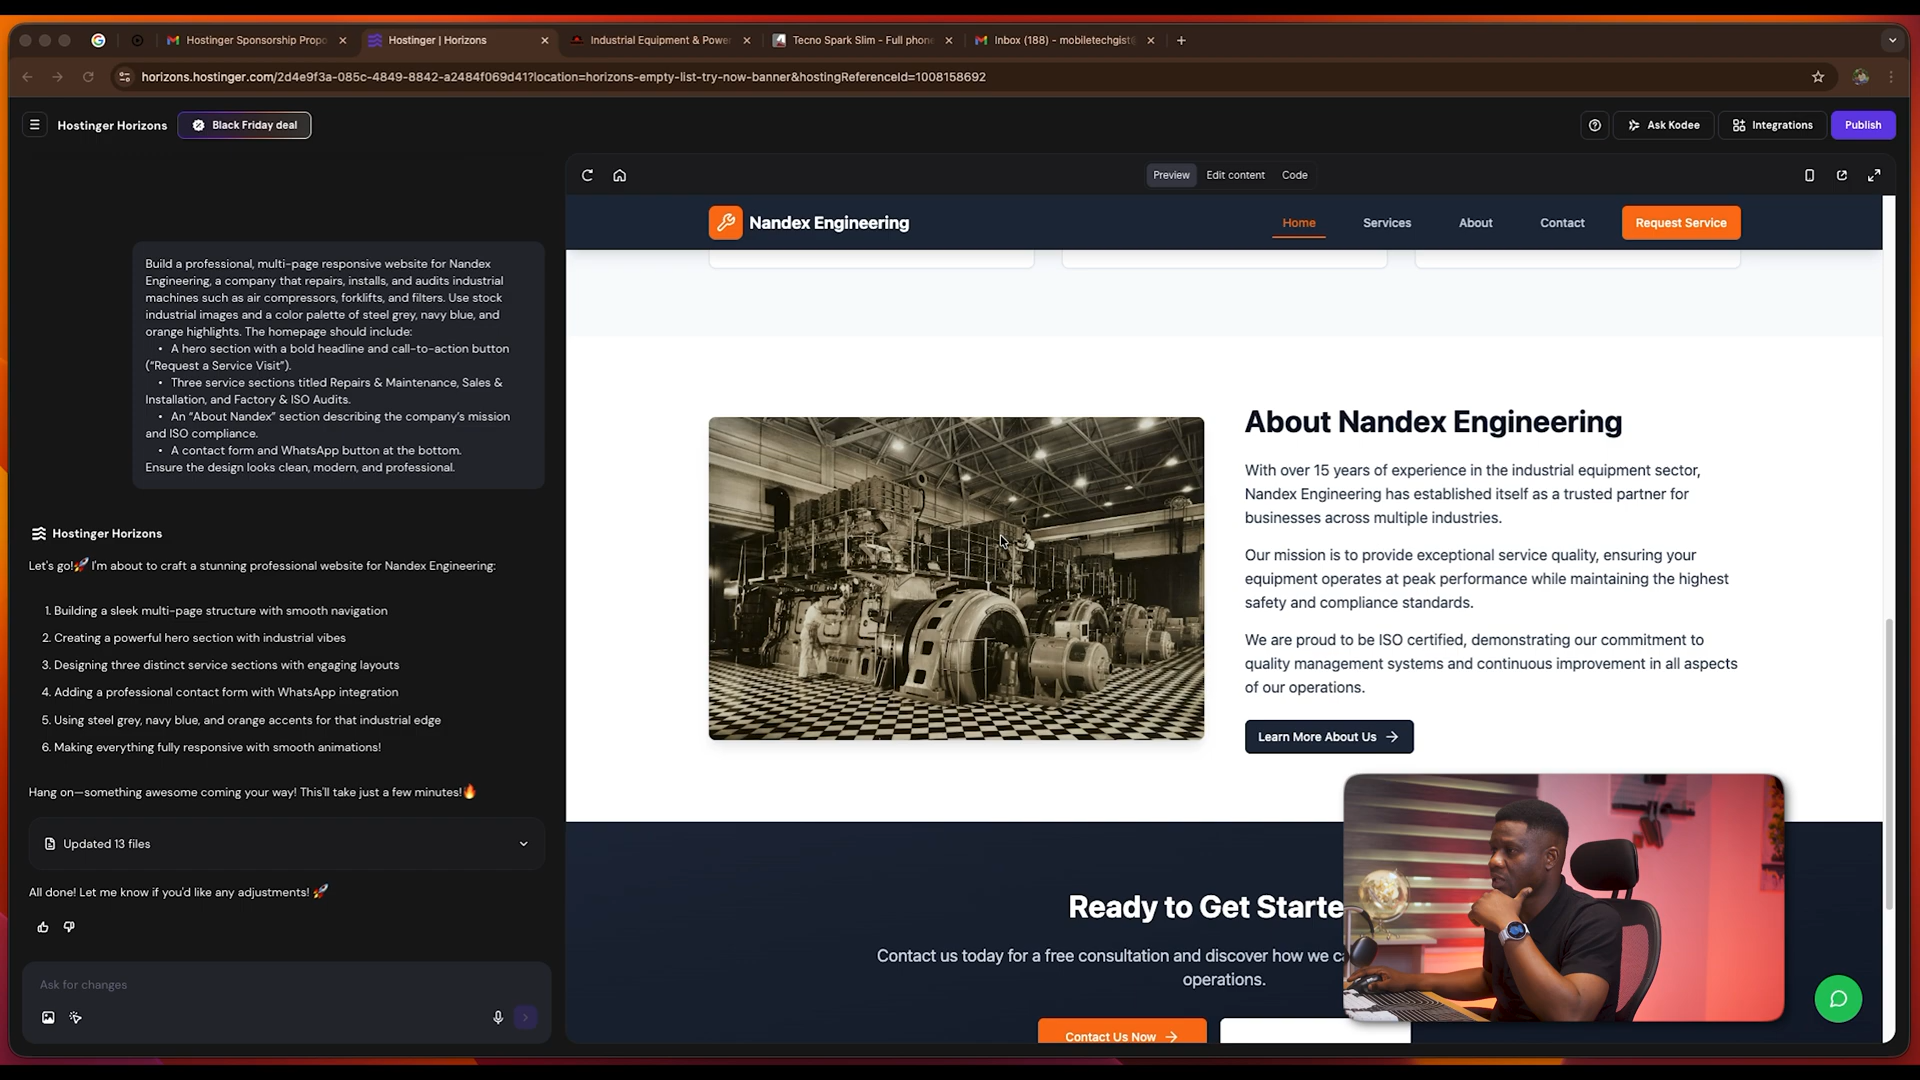 Hostinger Sponsorship Propo
Hostinger | Horizons
Industrial Equipment & Power
Tecno Spark Slim - Full phone
Inbox (188) - mobiletechgist
horizons.hostinger.com/2d4e9f3a-085c-4849-8842-a2484f069d41?location=horizons-empty-list-try-now-banner&hostingReferenceId=1008158692
Hostinger Horizons
Black Friday deal
Ask Kodee
Integrations
Publish
Preview
Edit content
Code
Build a professional, multi-page responsive website for Nandex
Engineering, a company that repairs, installs, and audits industrial
machines such as air compressors, forklifts, and filters. Use stock
industrial images and a color palette of steel grey, navy blue, and
orange highlights. The homepage should include:
• A hero section with a bold headline and call-to-action button
(“Request a Service Visit”).
• Three service sections titled Repairs & Maintenance, Sales &
Installation, and Factory & ISO Audits.
• An “About Nandex” section describing the company’s mission
and ISO compliance.
• A contact form and WhatsApp button at the bottom.
Ensure the design looks clean, modern, and professional.
Hostinger Horizons
Let's go!🚀 I'm about to craft a stunning professional website for Nandex Engineering:
1. Building a sleek multi-page structure with smooth navigation
2. Creating a powerful hero section with industrial vibes
3. Designing three distinct service sections with engaging layouts
4. Adding a professional contact form with WhatsApp integration
5. Using steel grey, navy blue, and orange accents for that industrial edge
6. Making everything fully responsive with smooth animations!
Hang on—something awesome coming your way! This'll take just a few minutes!🔥
Updated 13 files
All done! Let me know if you'd like any adjustments! 🚀
Ask for changes
Nandex Engineering
Home
Services
About
Contact
Request Service
About Nandex Engineering
With over 15 years of experience in the industrial equipment sector,
Nandex Engineering has established itself as a trusted partner for
businesses across multiple industries.
Our mission is to provide exceptional service quality, ensuring your
equipment operates at peak performance while maintaining the highest
safety and compliance standards.
We are proud to be ISO certified, demonstrating our commitment to
quality management systems and continuous improvement in all aspects
of our operations.
Learn More About Us
Ready to Get Starte
Contact us today for a free consultation and discover how we ca
operations.
Contact Us Now